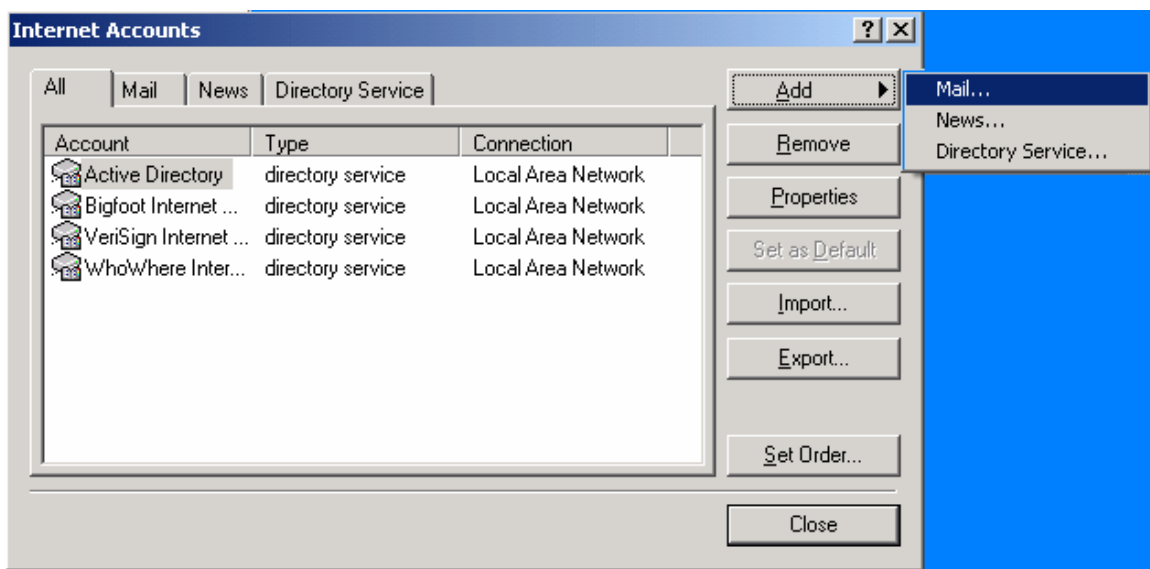 Internet Accounts
All Mail News Directory Service
Account Type Connection
Active Directory directory service Local Area Network
Bigfoot Internet ... directory service Local Area Network
VeriSign Internet ... directory service Local Area Network
WhoWhere Inter... directory service Local Area Network
Add
Remove
Properties
Set as Default
Import...
Export...
Set Order...
Close
Mail...
News...
Directory Service...